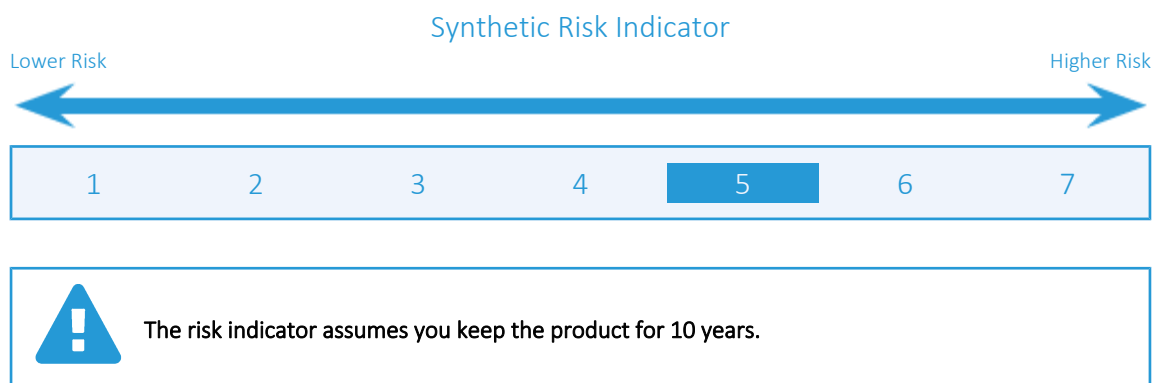 Synthetic Risk Indicator
Lower Risk Higher Risk
1 2 3 4 5 6 7
The risk indicator assumes you keep the product for 10 years.